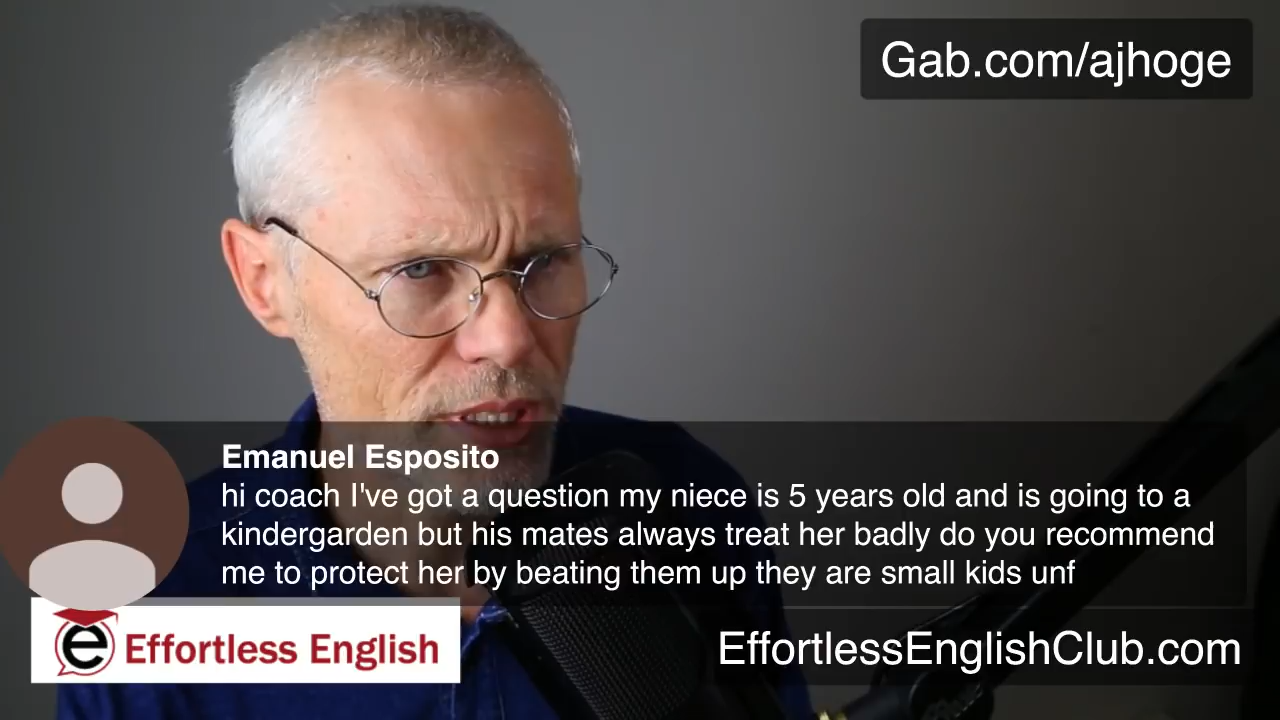 Gab.com/ajhoge
Emanuel Esposito
hi coach I've got a question my niece is 5 years old and is going to a
kindergarden but his mates always treat her badly do you recommend
me to protect her by beating them up they are small kids unf
e Effortless English
EffortlessEnglishClub.com